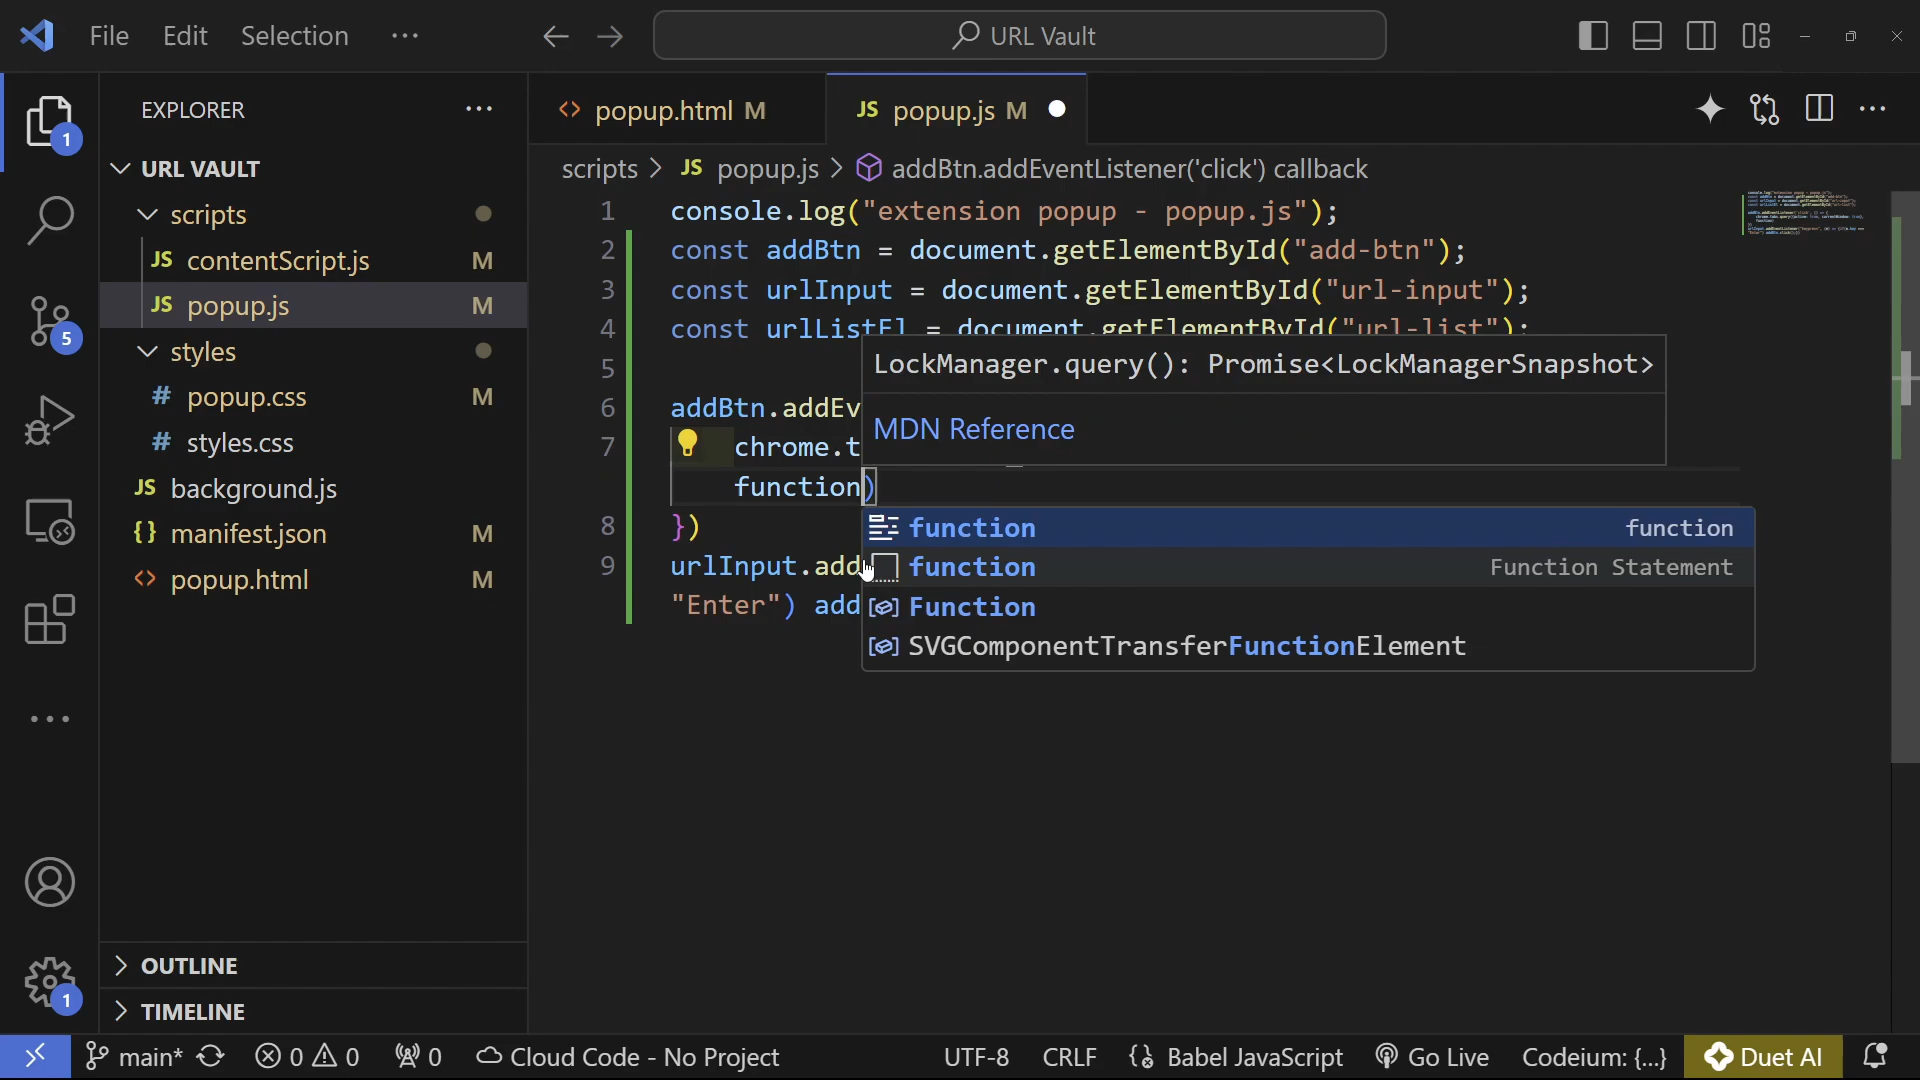 File Edit Selection ···
URL Vault
EXPLORER ···
popup.html M
JS popup.js M
URL VAULT
scripts
JS contentScript.js M
JS popup.js M
styles
# popup.css M
# styles.css
JS background.js
{} manifest.json M
popup.html M
OUTLINE
TIMELINE
1
5
1
scripts > JS popup.js > addBtn.addEventListener('click') callback
1 console.log("extension popup - popup.js");
2 const addBtn = document.getElementById("add-btn");
3 const urlInput = document.getElementById("url-input");
4 const urlListEl = document.getElementById("url-list");
5
6 addBtn.addEv
7 chrome.t
function)
8 })
9 urlInput.add
"Enter") add
LockManager.query(): Promise<LockManagerSnapshot>
MDN Reference
function function
function Function Statement
Function
SVGComponentTransferFunctionElement
main* 0 0 0 Cloud Code - No Project UTF-8 CRLF {} Babel JavaScript Go Live Codeium: {...} Duet AI